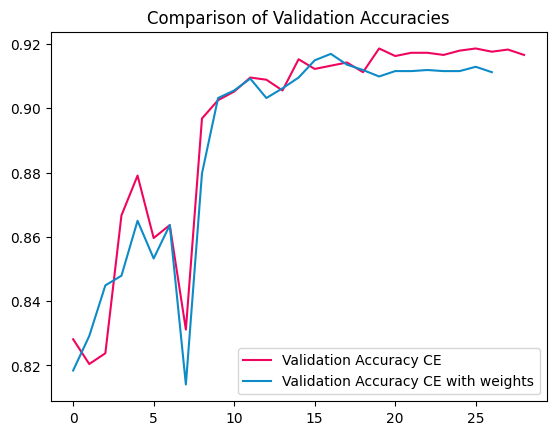 Comparison of Validation Accuracies
0.92
0.90
0.88
0.86
0.84
0.82
Validation Accuracy CE
Validation Accuracy CE with weights
0 5 10 15 20 25